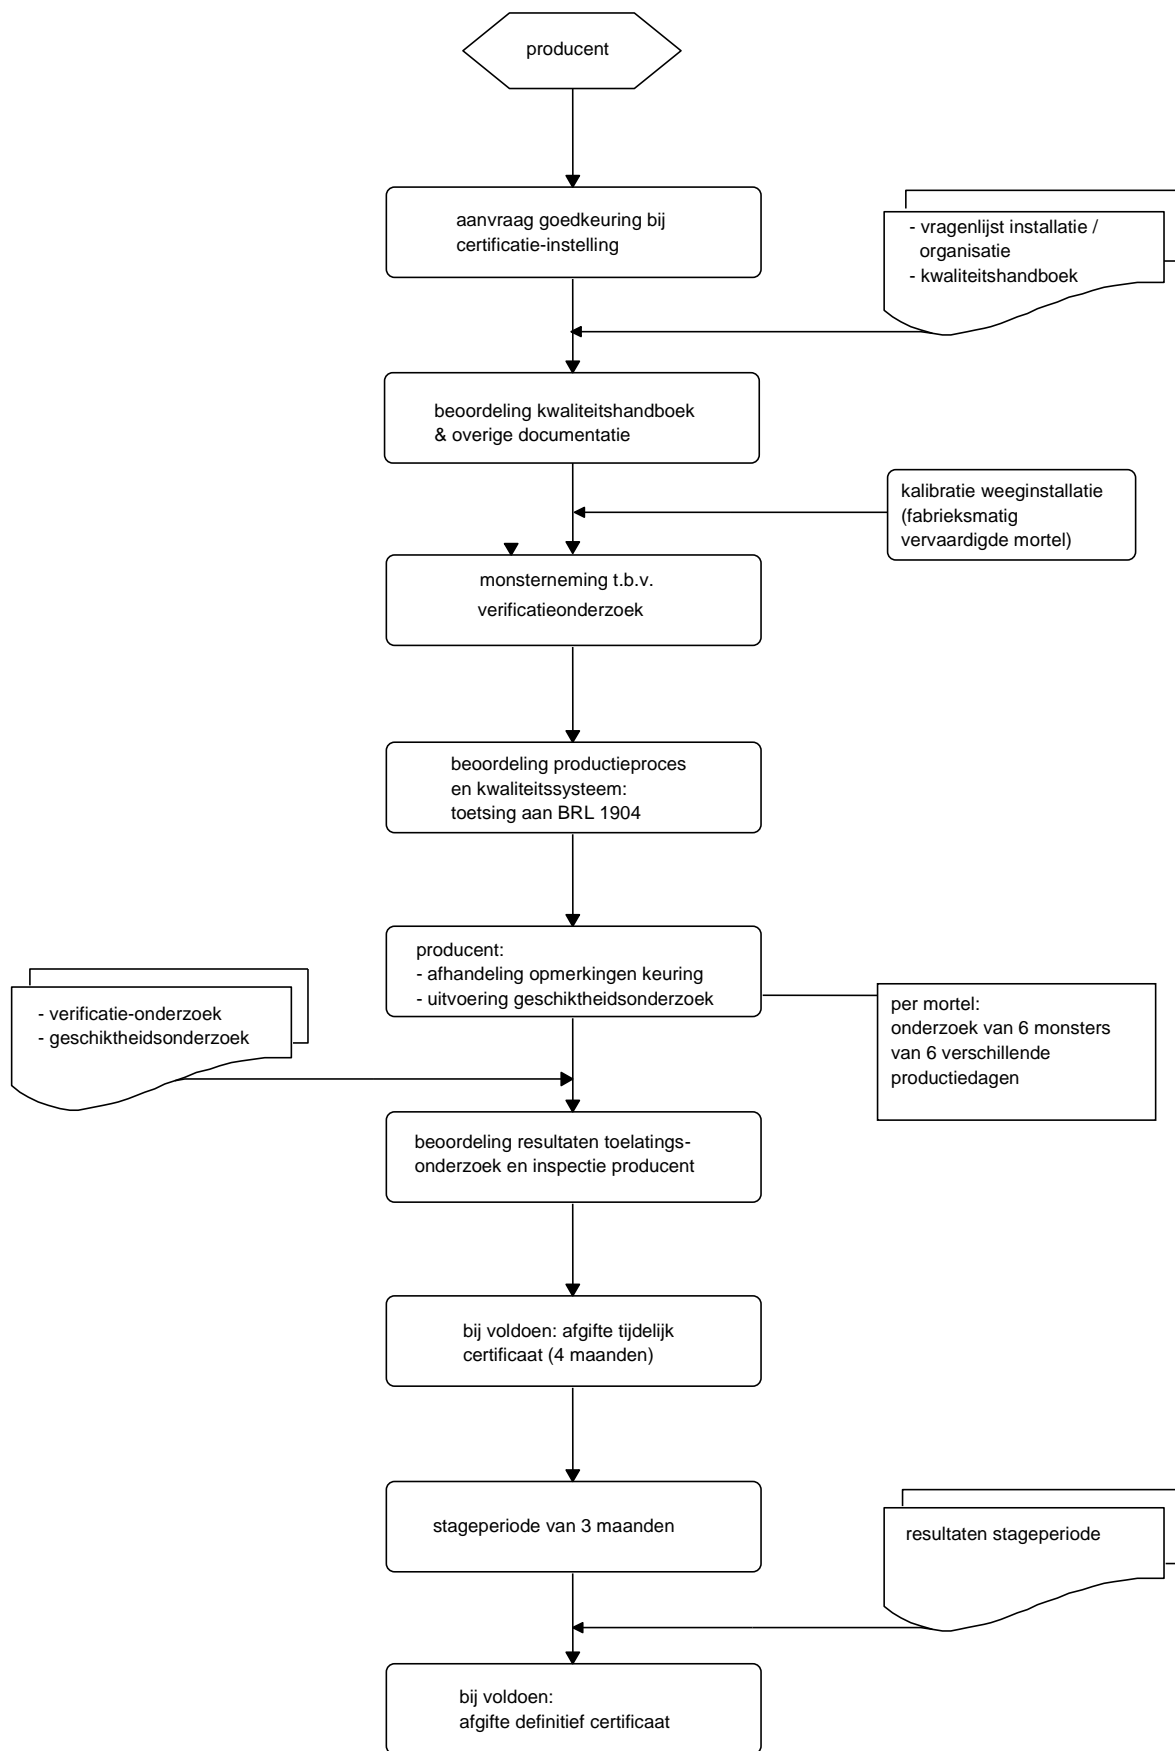 producent
aanvraag goedkeuring bij
certificatie-instelling
- vragenlijst installatie /
organisatie
- kwaliteitshandboek
beoordeling kwaliteitshandboek
& overige documentatie
kalibratie weeginstallatie
(fabrieksmatig
vervaardigde mortel)
monsterneming t.b.v.
verificatieonderzoek
beoordeling productieproces
en kwaliteitssysteem:
toetsing aan BRL 1904
producent:
- afhandeling opmerkingen keuring
- uitvoering geschiktheidsonderzoek
- verificatie-onderzoek
- geschiktheidsonderzoek
per mortel:
onderzoek van 6 monsters
van 6 verschillende
productiedagen
beoordeling resultaten toelatings-
onderzoek en inspectie producent
bij voldoen: afgifte tijdelijk
certificaat (4 maanden)
stageperiode van 3 maanden
resultaten stageperiode
bij voldoen:
afgifte definitief certificaat